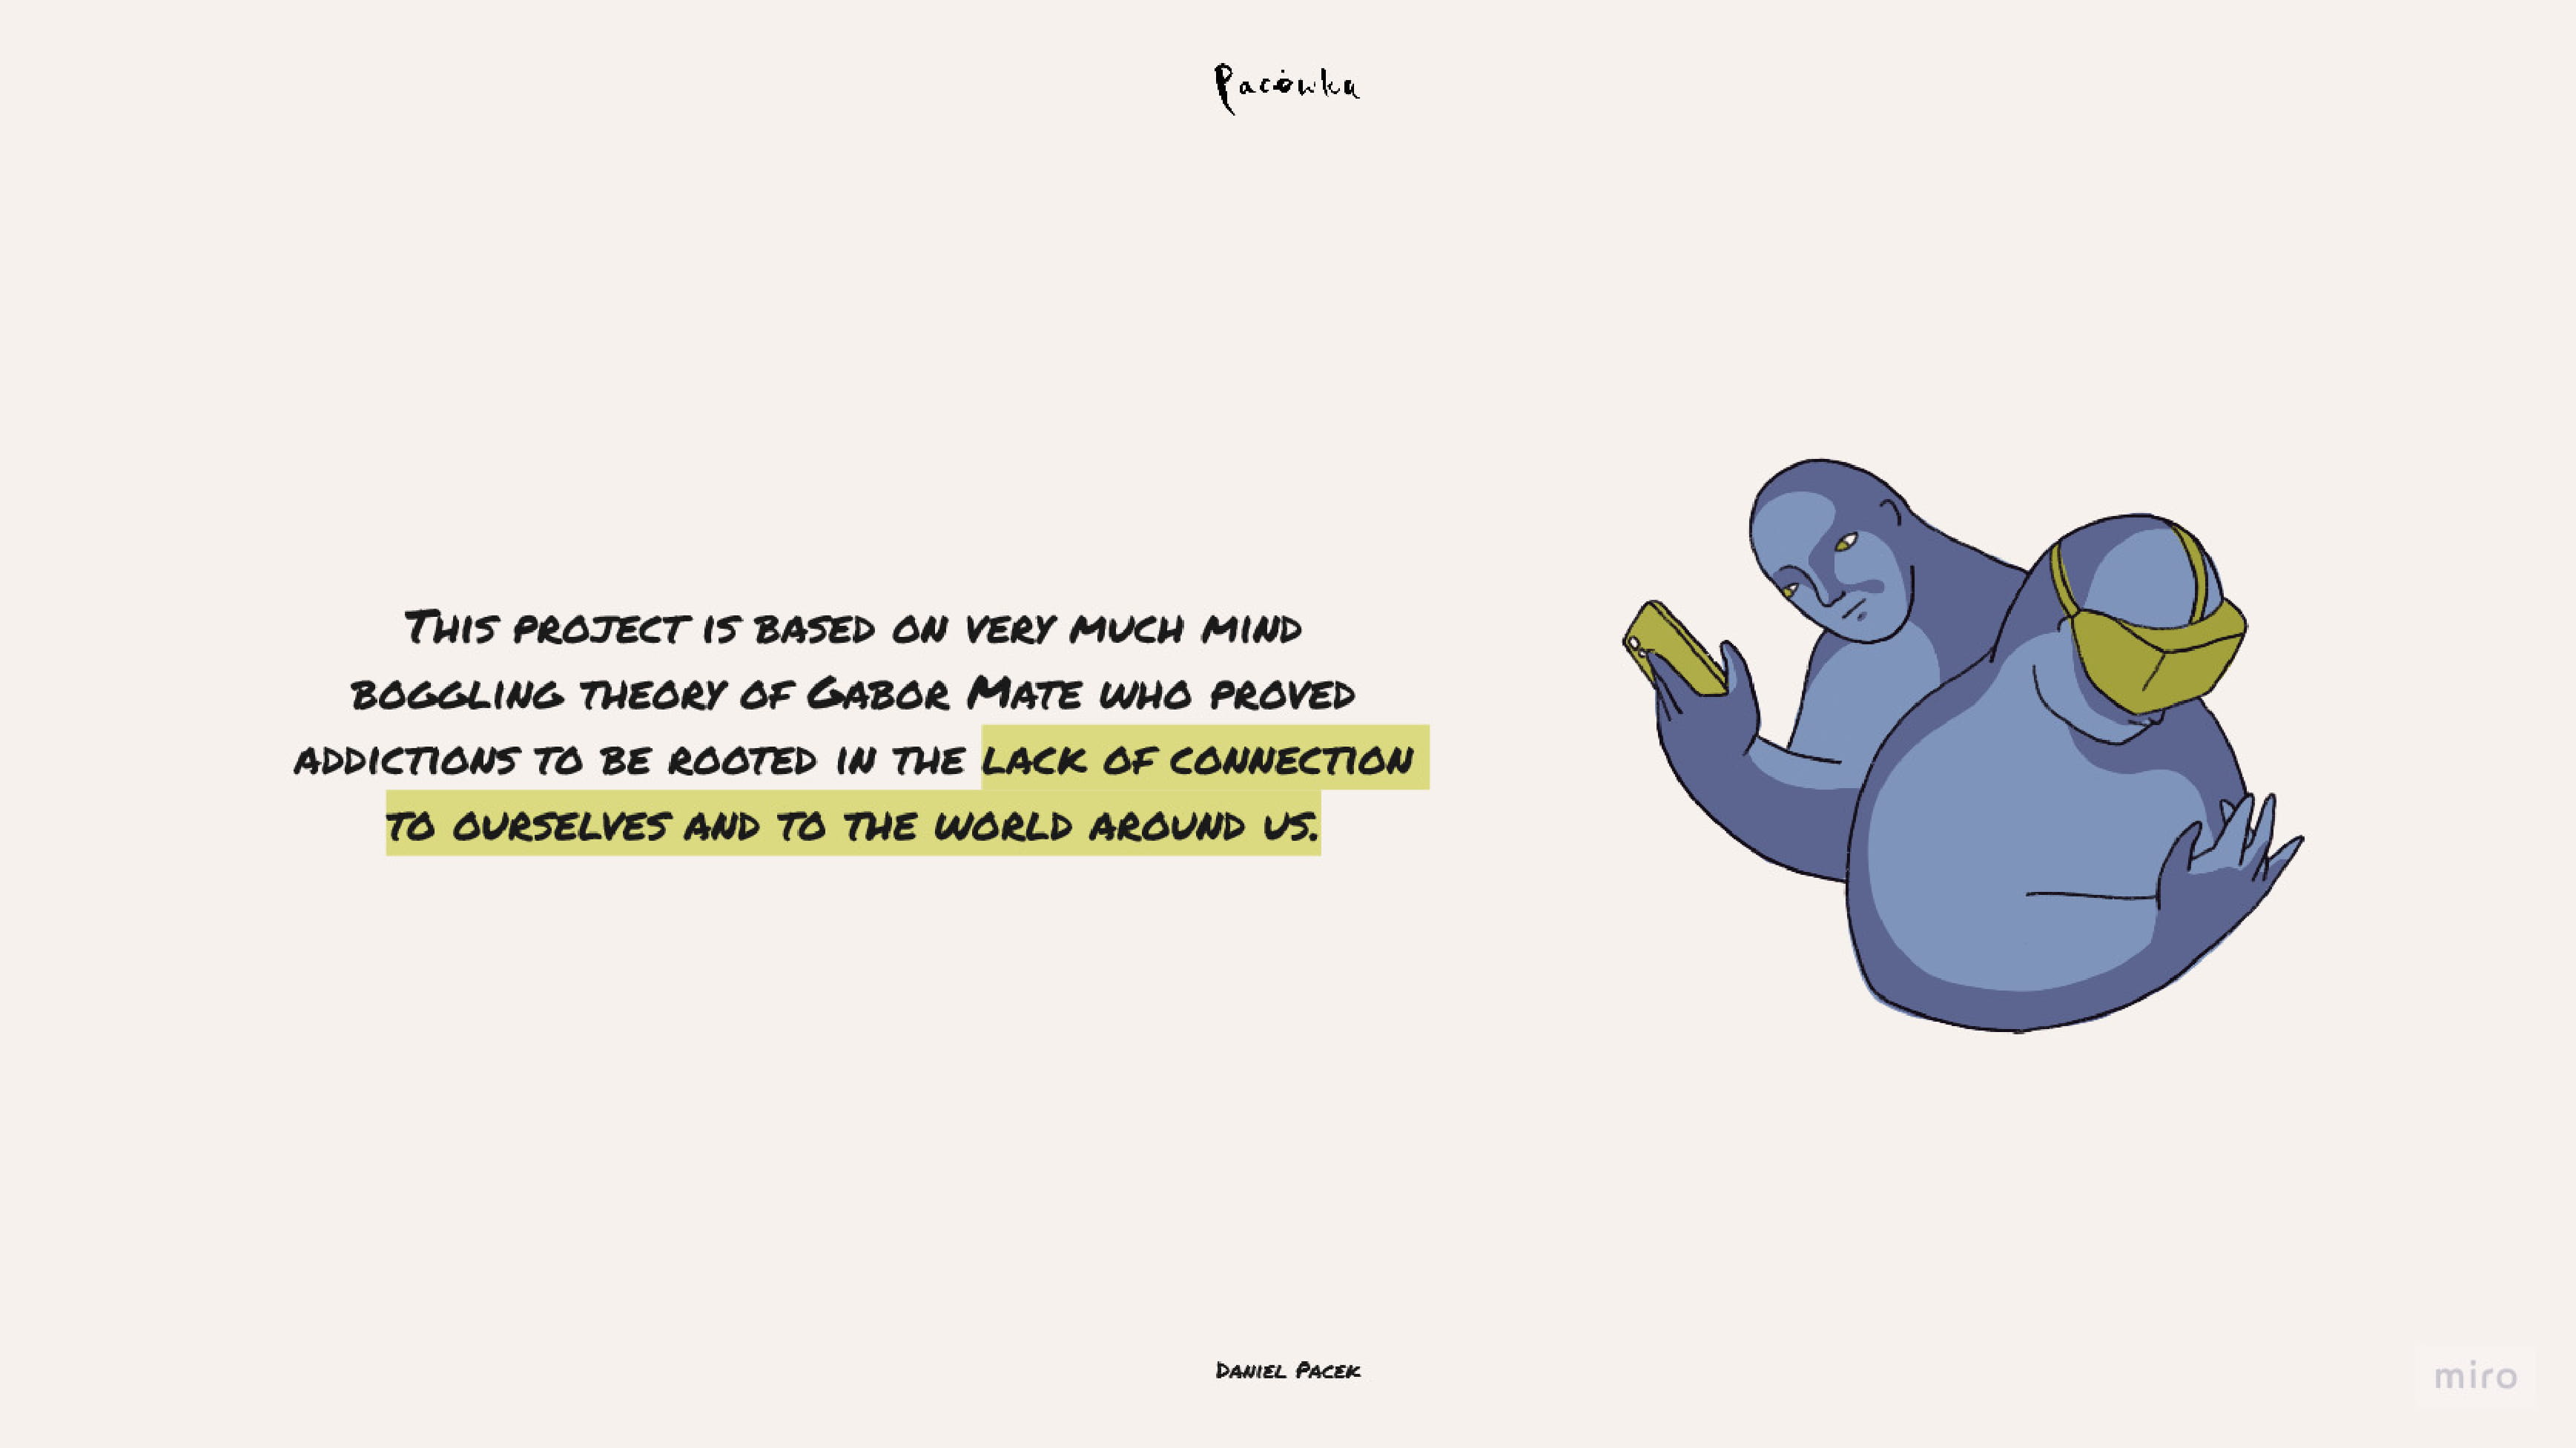 Pacówka
This project is based on very much mind
boggling theory of Gabor Mate who proved
addictions to be rooted in the lack of connection
to ourselves and to the world around us.
Daniel Pacek
miro